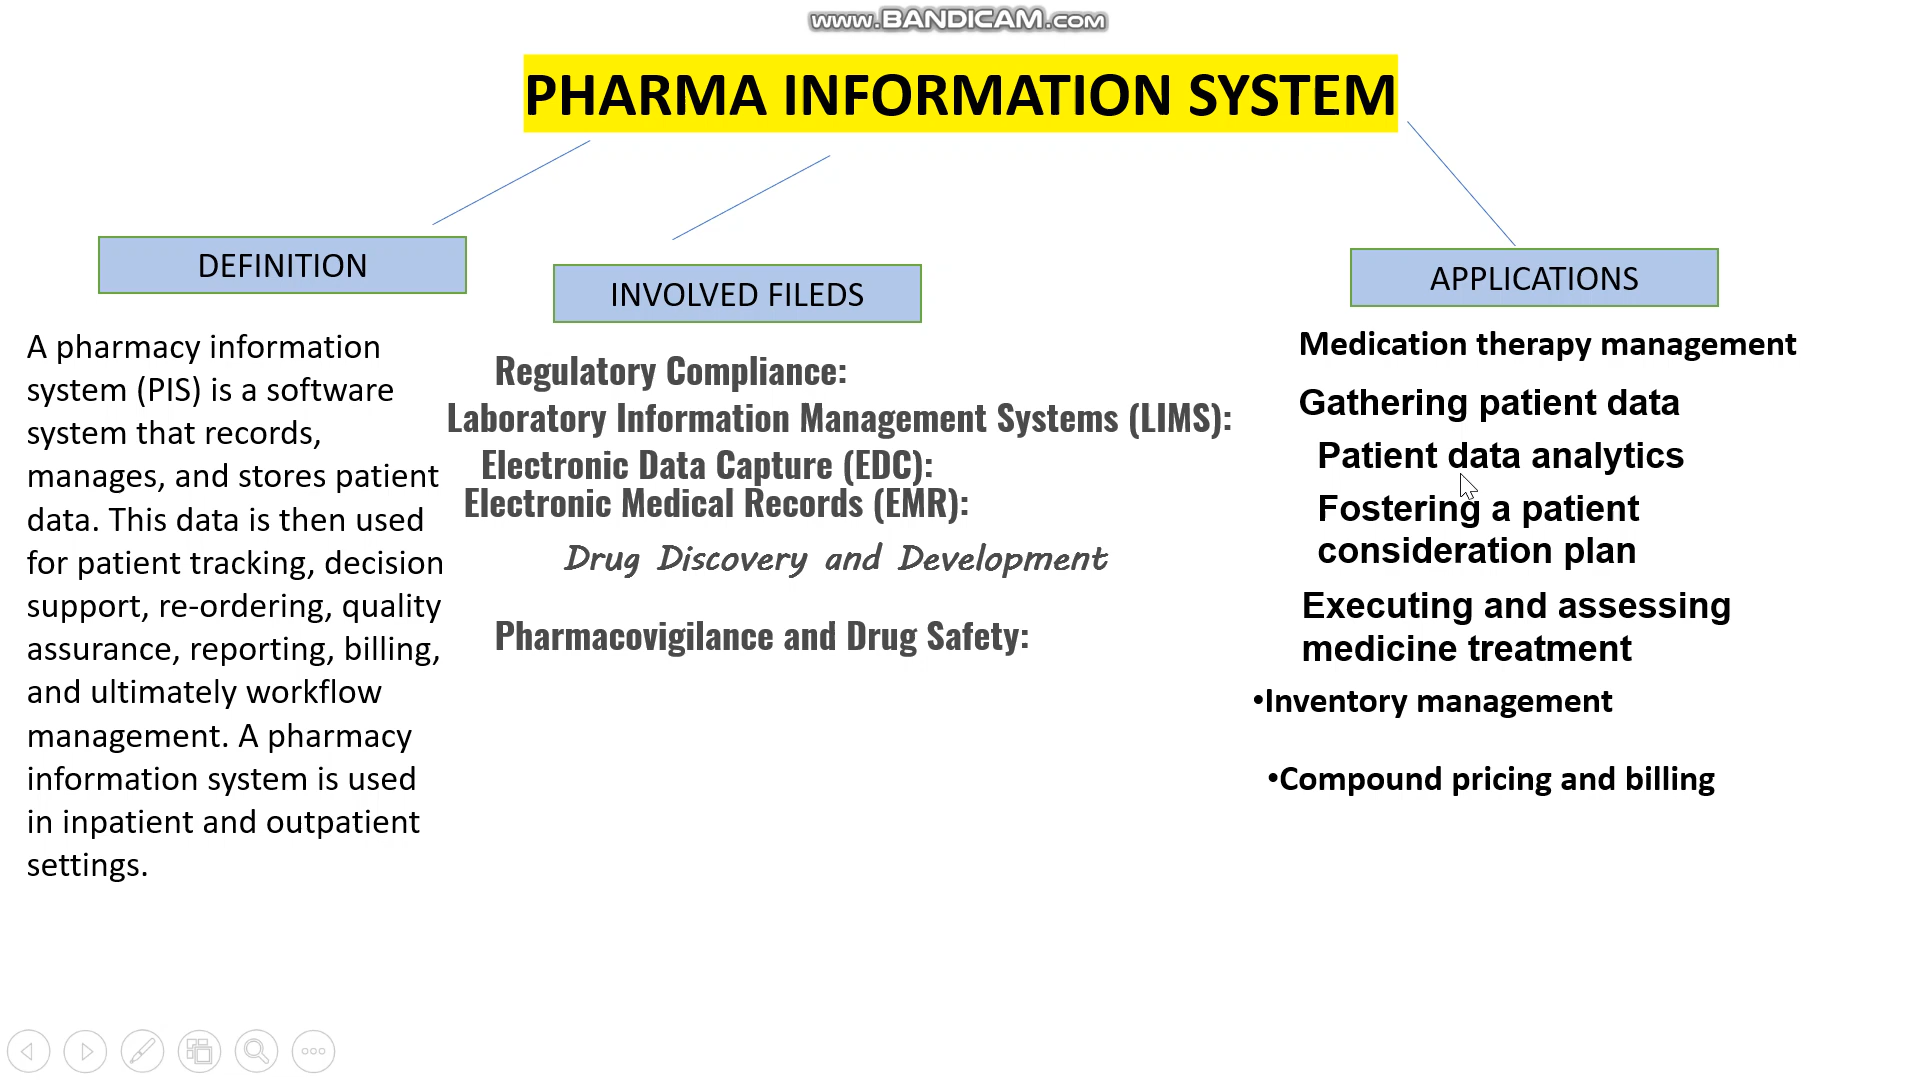 www.BANDICAM.com
PHARMA INFORMATION SYSTEM
DEFINITION
A pharmacy information
system (PIS) is a software
system that records,
manages, and stores patient
data. This data is then used
for patient tracking, decision
support, re-ordering, quality
assurance, reporting, billing,
and ultimately workflow
management. A pharmacy
information system is used
in inpatient and outpatient
settings.
INVOLVED FILEDS
Regulatory Compliance:
Laboratory Information Management Systems (LIMS):
Electronic Data Capture (EDC):
Electronic Medical Records (EMR):
Drug Discovery and Development
Pharmacovigilance and Drug Safety:
APPLICATIONS
Medication therapy management
Gathering patient data
Patient data analytics
Fostering a patient
consideration plan
Executing and assessing
medicine treatment
•Inventory management
•Compound pricing and billing